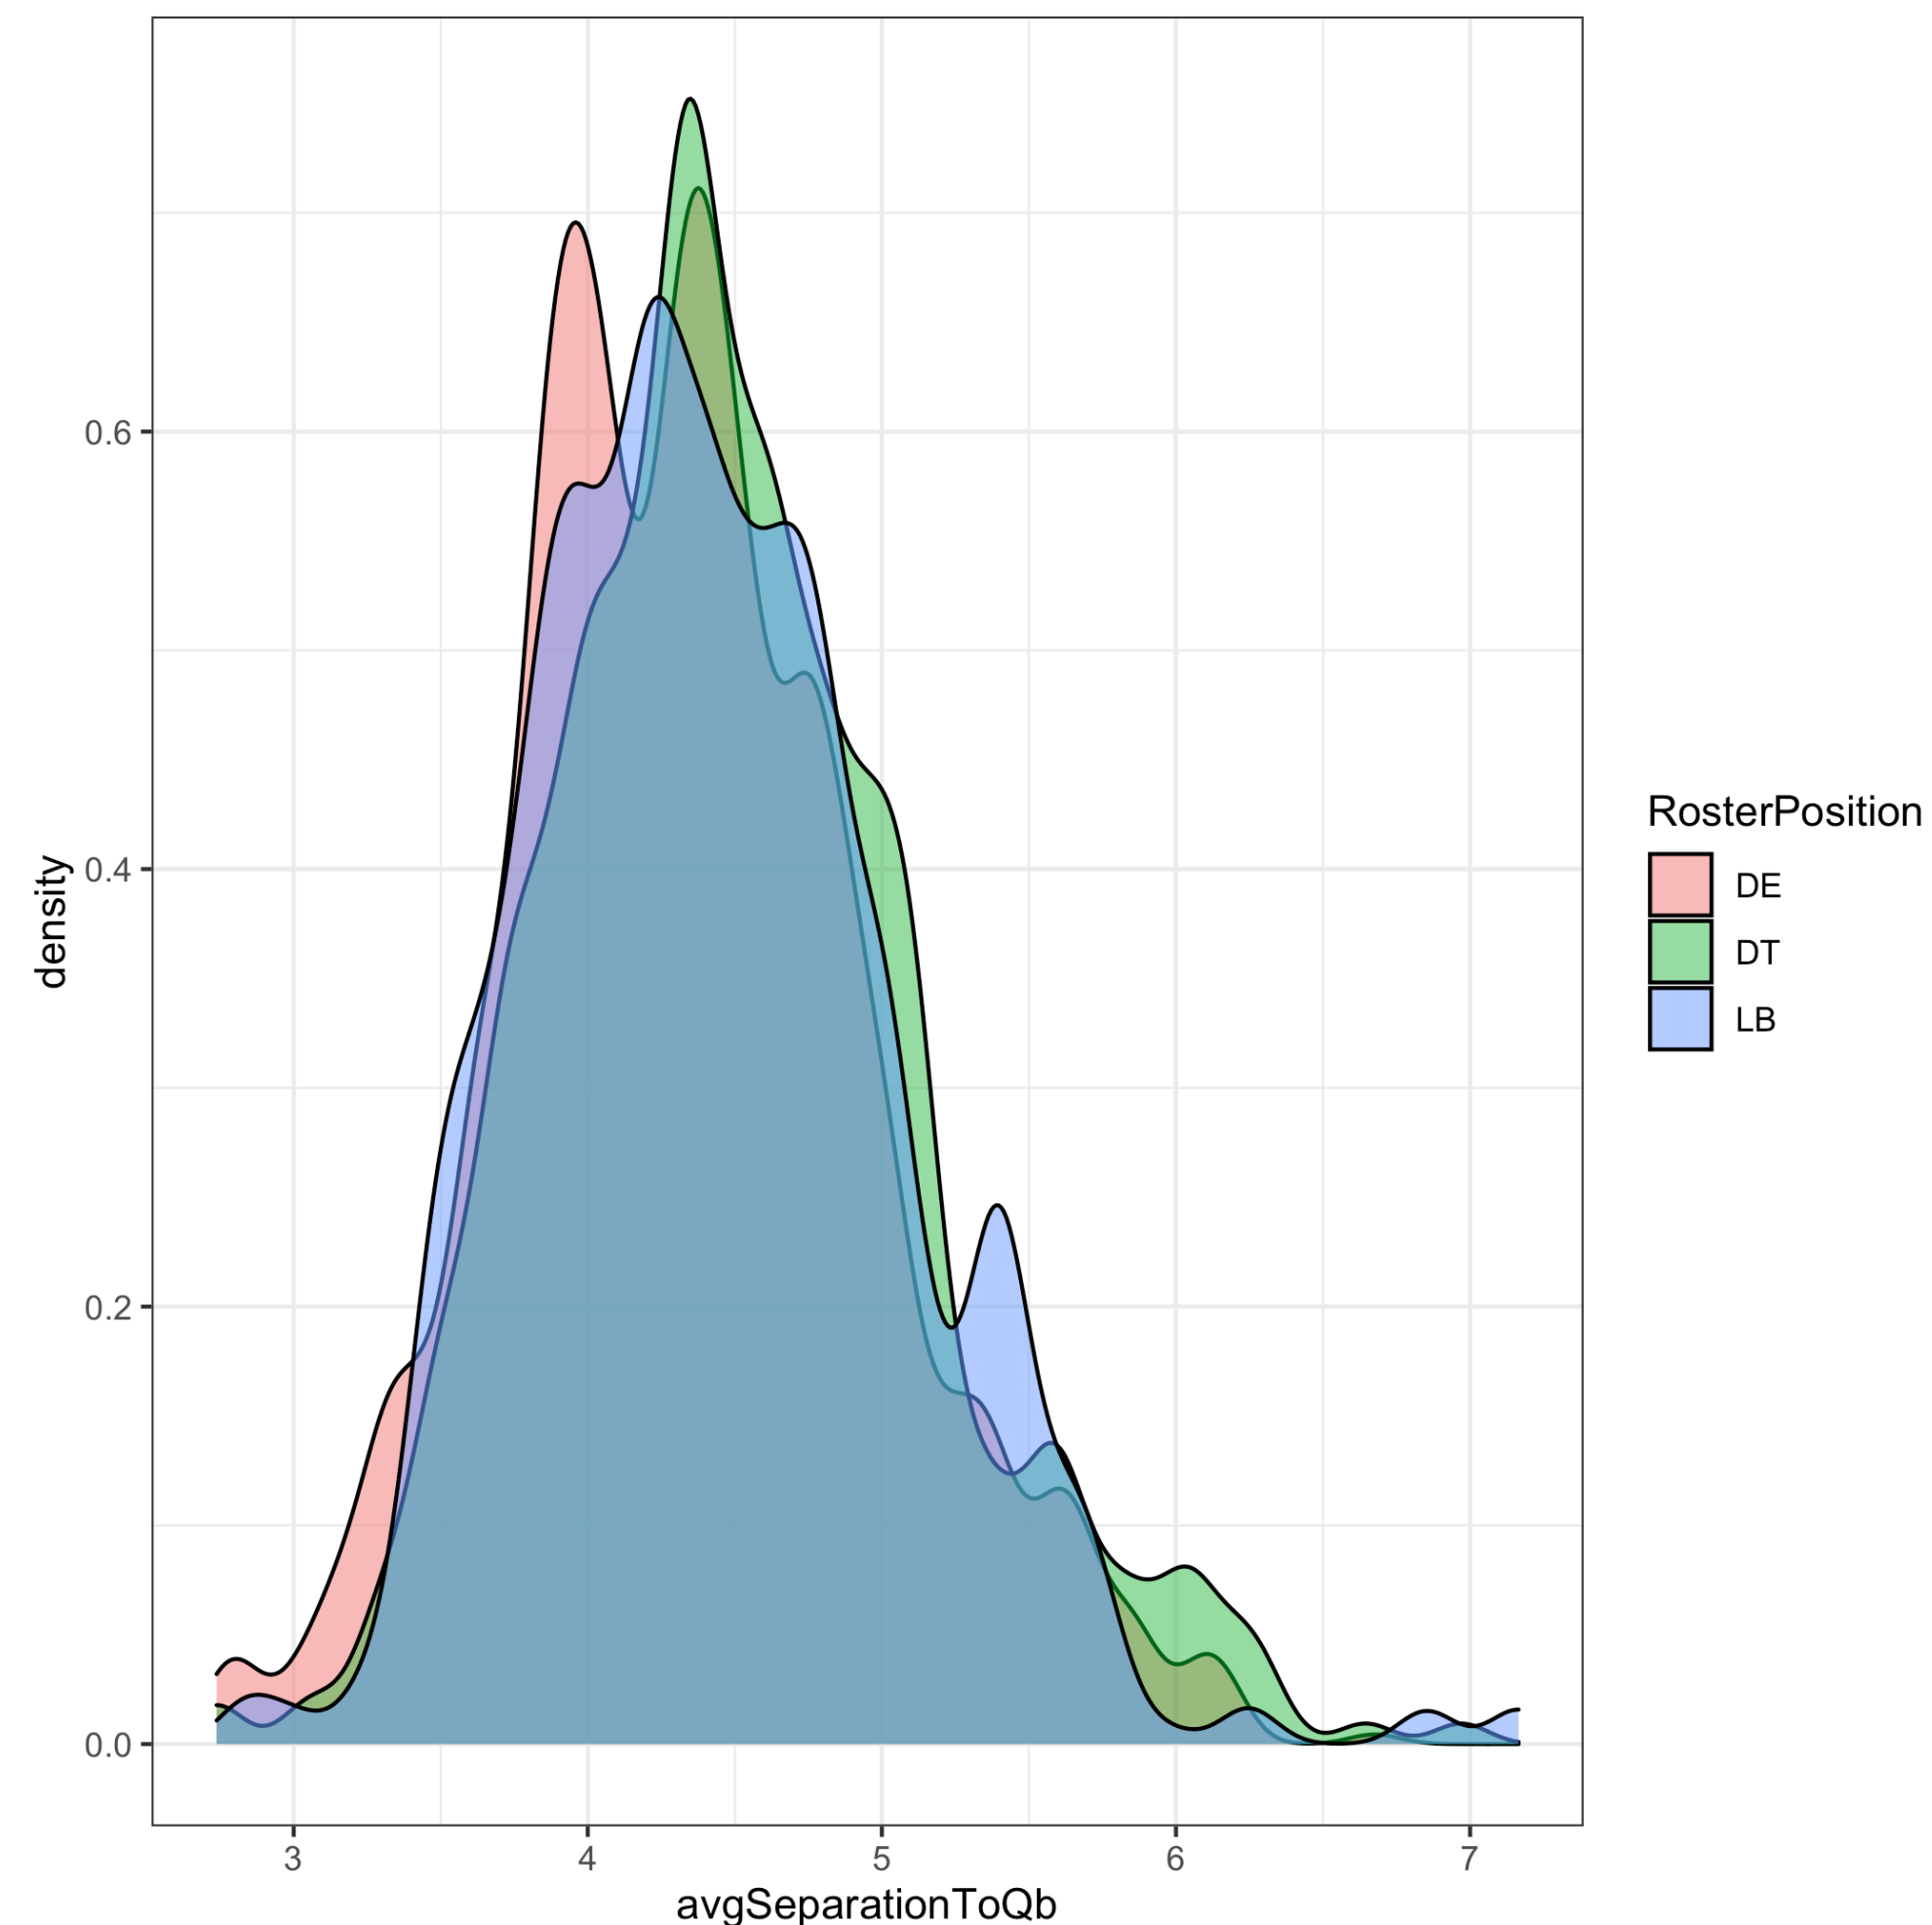 density
0.6
0.4
0.2
0.0
3 4 5 6 7
avgSeparationToQb
RosterPosition
DE
DT
LB